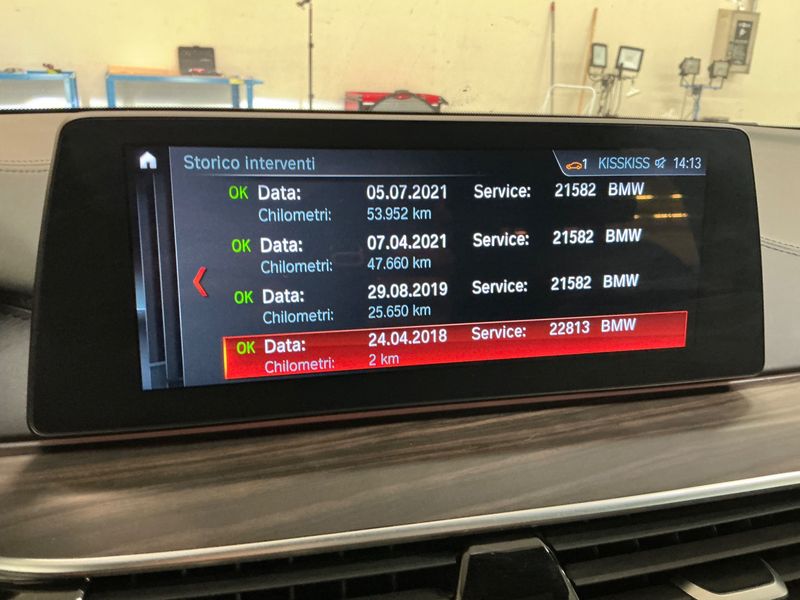 Storico interventi 1 KISSKISS 14:13
OK Data: 05.07.2021 Service: 21582 BMW
Chilometri: 53.952 km
OK Data: 07.04.2021 Service: 21582 BMW
Chilometri: 47.660 km
OK Data: 29.08.2019 Service: 21582 BMW
Chilometri: 25.650 km
OK Data: 24.04.2018 Service: 22813 BMW
Chilometri: 2 km